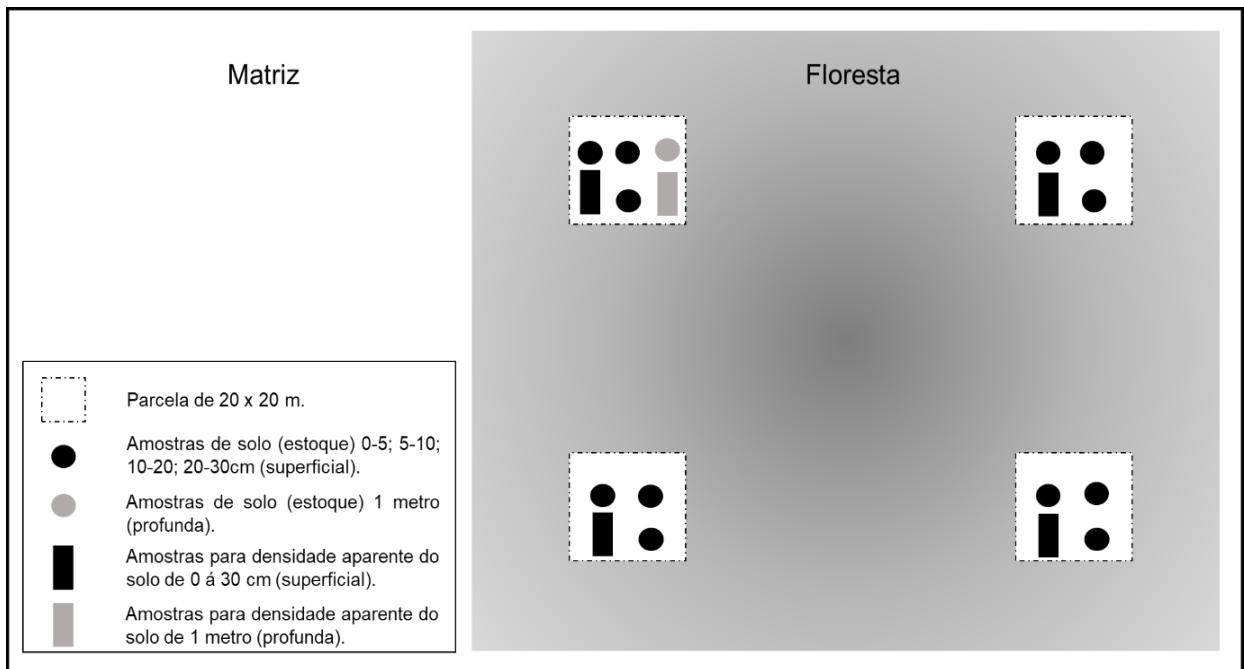 Matriz
Floresta
Parcela de 20 x 20 m.
Amostras de solo (estoque) 0-5; 5-10;
10-20; 20-30cm (superficial).
Amostras de solo (estoque) 1 metro
(profunda).
Amostras para densidade aparente do
solo de 0 á 30 cm (superficial).
Amostras para densidade aparente do
solo de 1 metro (profunda).